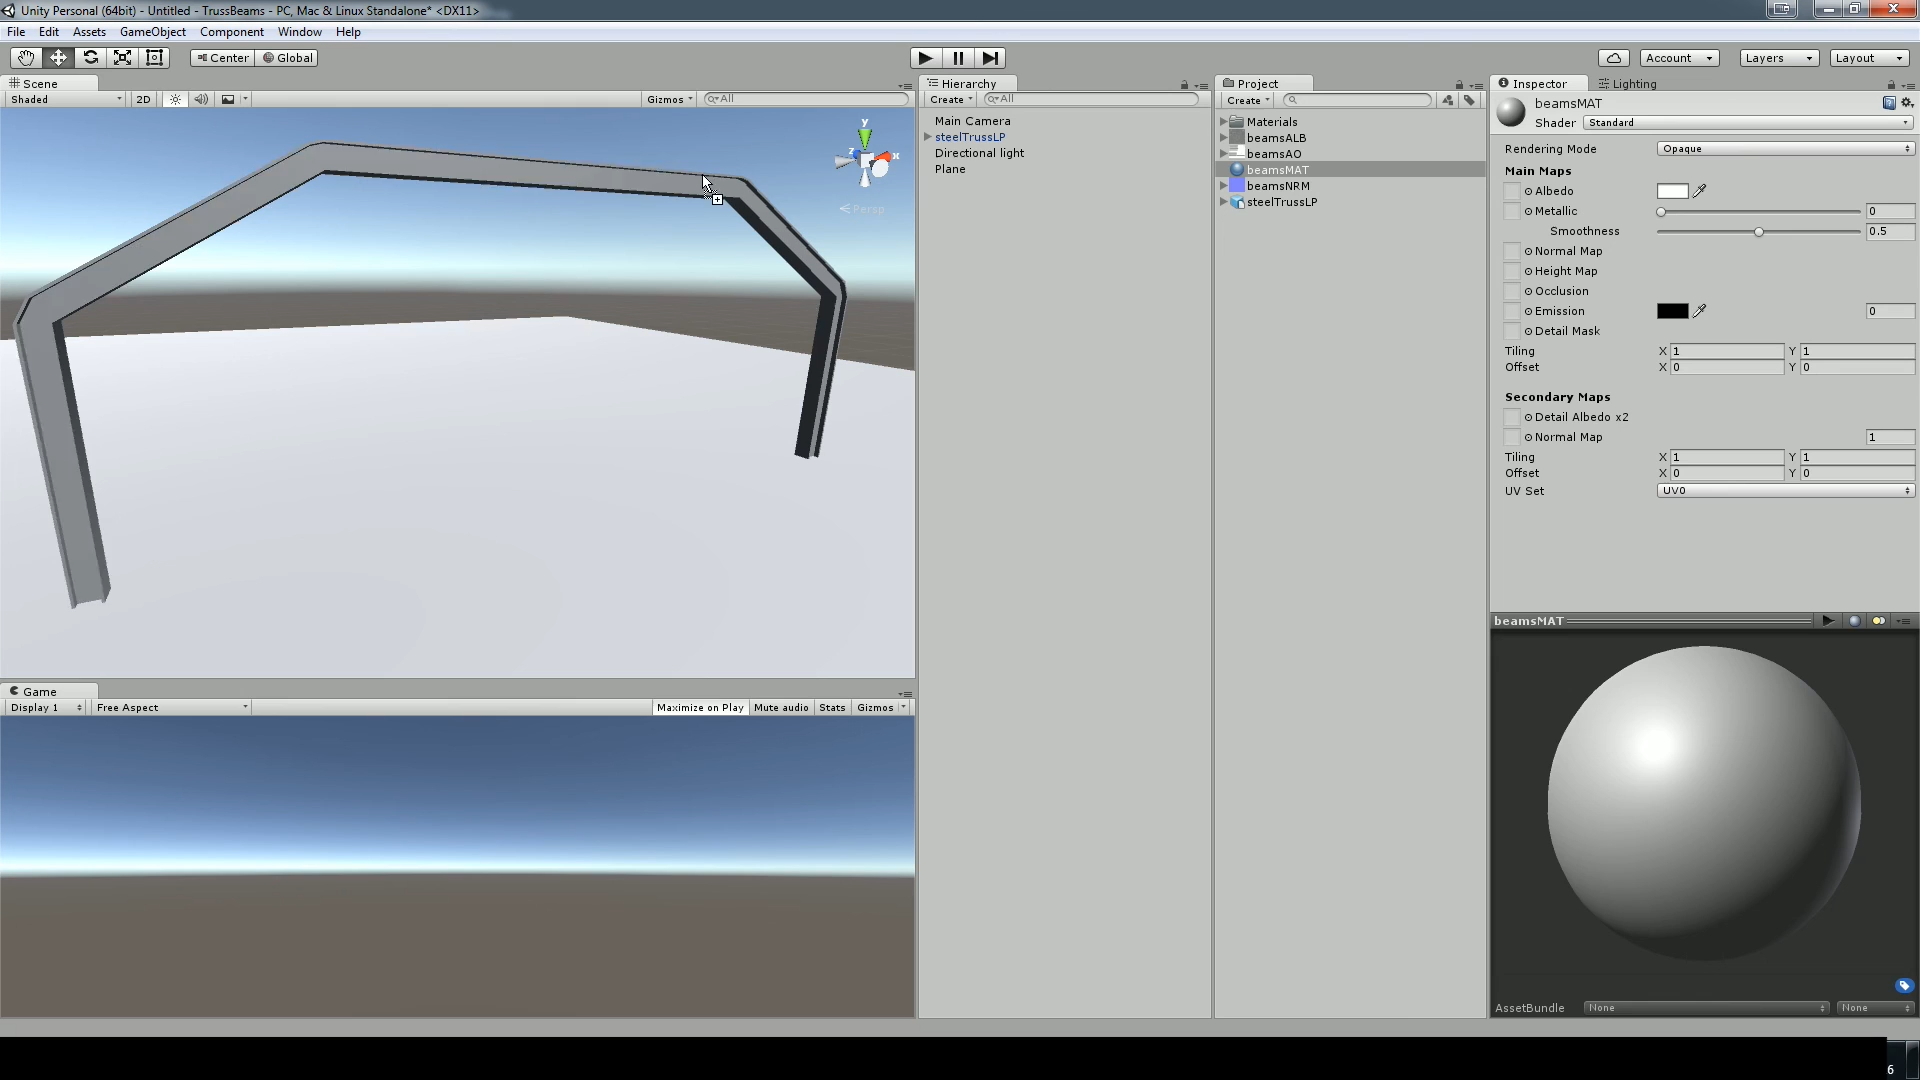 Unity Personal (64bit) - Untitled - TrussBeams - PC, Mac & Linux Standalone* <DX11>
File Edit Assets GameObject Component Window Help
Center Global Account Layers Layout
Scene
Shaded 2D Gizmos All
y
z x
Persp
Game
Display 1 Free Aspect Maximize on Play Mute audio Stats Gizmos
Hierarchy
Create All
Main Camera
steelTrussLP
Directional light
Plane
Project
Create
Materials
beamsALB
beamsAO
beamsMAT
beamsNRM
steelTrussLP
Inspector Lighting
beamsMAT
Shader Standard
Rendering Mode Opaque
Main Maps
Albedo
Metallic 0
Smoothness 0.5
Normal Map
Height Map
Occlusion
Emission 0
Detail Mask
Tiling X 1 Y 1
Offset X 0 Y 0
Secondary Maps
Detail Albedo x2
Normal Map 1
Tiling X 1 Y 1
Offset X 0 Y 0
UV Set UV0
beamsMAT
AssetBundle None None
6